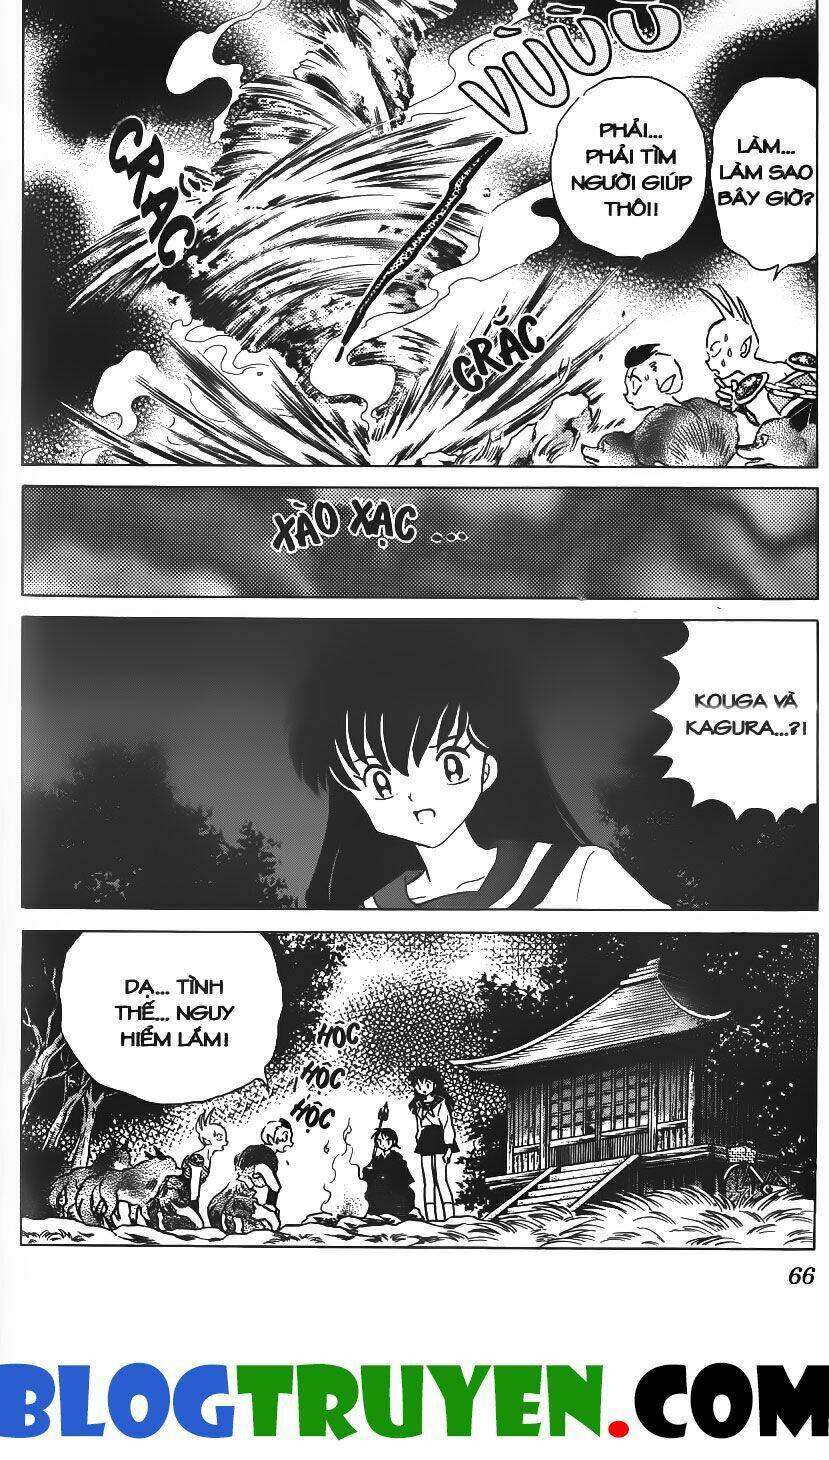 VÙÙÙ
LÀM...
LÀM SAO
BÂY GIỜ?
PHẢI...
PHẢI TÌM
NGƯỜI GIÚP
THÔI!
CRẮC
CRẮC
XÀO XẠC ...
KOUGA VÀ
KAGURA...?!
DẠ... TÌNH
THẾ... NGUY
HIỂM LẮM!
HỘC
HỘC
HỘC
66
BLOGTRUYEN.COM